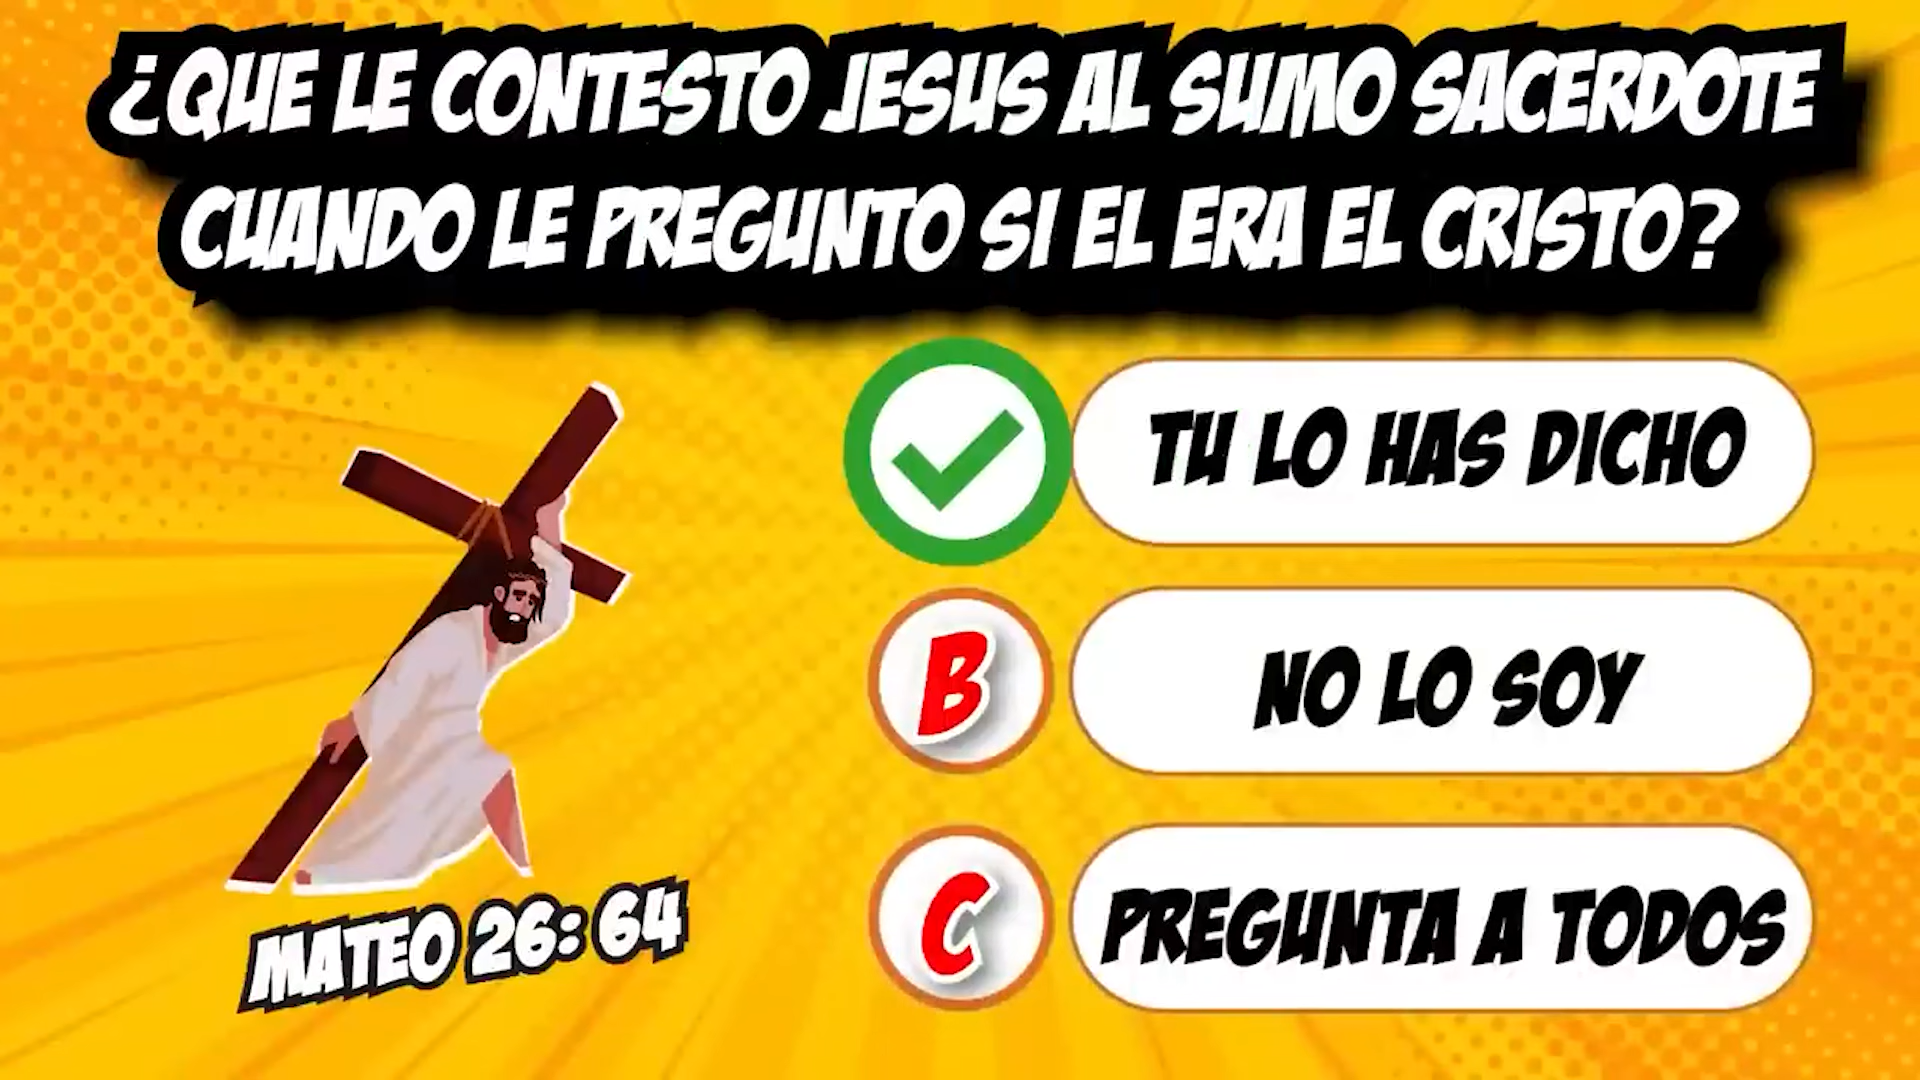 ¿QUE LE CONTESTO JESUS AL SUMO SACERDOTE
CUANDO LE PREGUNTO SI EL ERA EL CRISTO?
TU LO HAS DICHO
B
NO LO SOY
C
PREGUNTA A TODOS
MATEO 26: 64